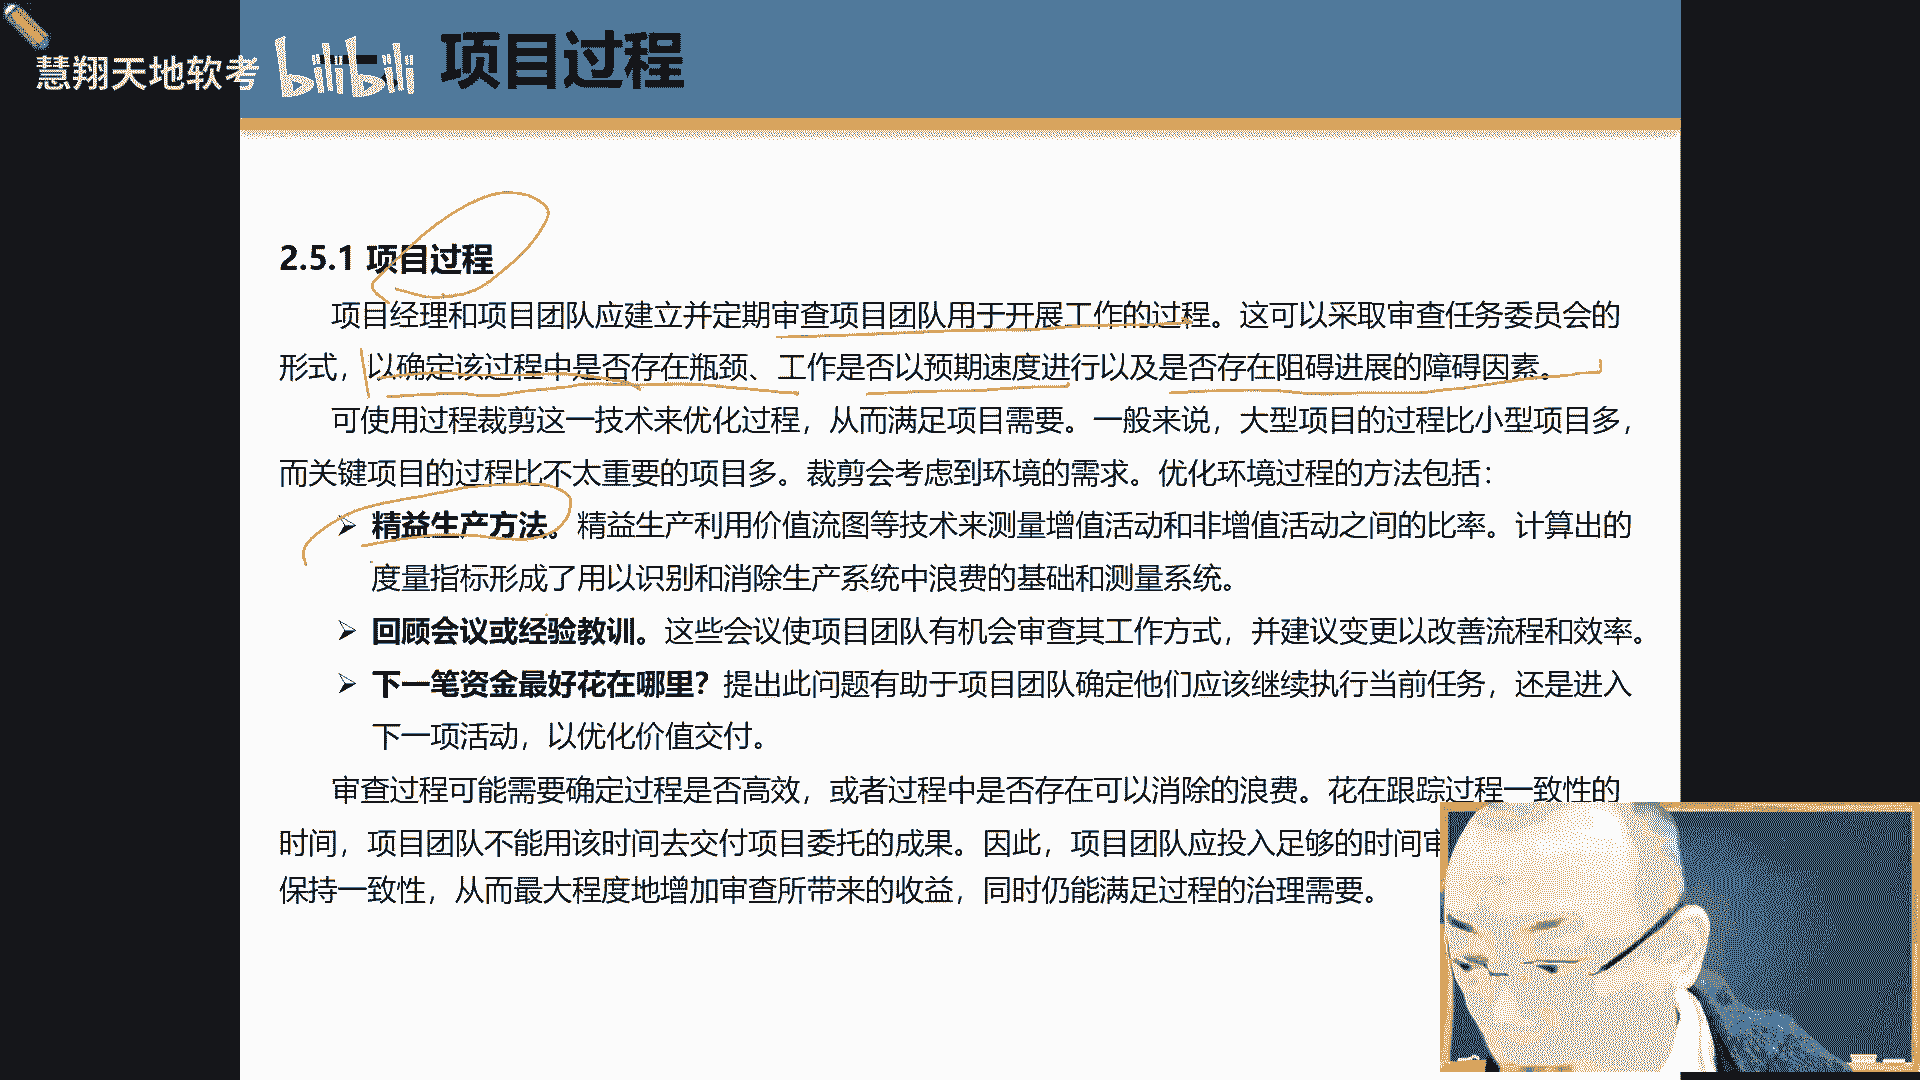 慧翔天地软考 bilibili 项目过程
2.5.1 项目过程
项目经理和项目团队应建立并定期审查项目团队用于开展工作的过程。这可以采取审查任务委员会的
形式，以确定该过程中是否存在瓶颈、工作是否以预期速度进行以及是否存在阻碍进展的障碍因素。
可使用过程裁剪这一技术来优化过程，从而满足项目需要。一般来说，大型项目的过程比小型项目多，
而关键项目的过程比不太重要的项目多。裁剪会考虑到环境的需求。优化环境过程的方法包括：
➢ 精益生产方法。精益生产利用价值流图等技术来测量增值活动和非增值活动之间的比率。计算出的
度量指标形成了用以识别和消除生产系统中浪费的基础和测量系统。
➢ 回顾会议或经验教训。这些会议使项目团队有机会审查其工作方式，并建议变更以改善流程和效率。
➢ 下一笔资金最好花在哪里？提出此问题有助于项目团队确定他们应该继续执行当前任务，还是进入
下一项活动，以优化价值交付。
审查过程可能需要确定过程是否高效，或者过程中是否存在可以消除的浪费。花在跟踪过程一致性的
时间，项目团队不能用该时间去交付项目委托的成果。因此，项目团队应投入足够的时间
保持一致性，从而最大程度地增加审查所带来的收益，同时仍能满足过程的治理需要。